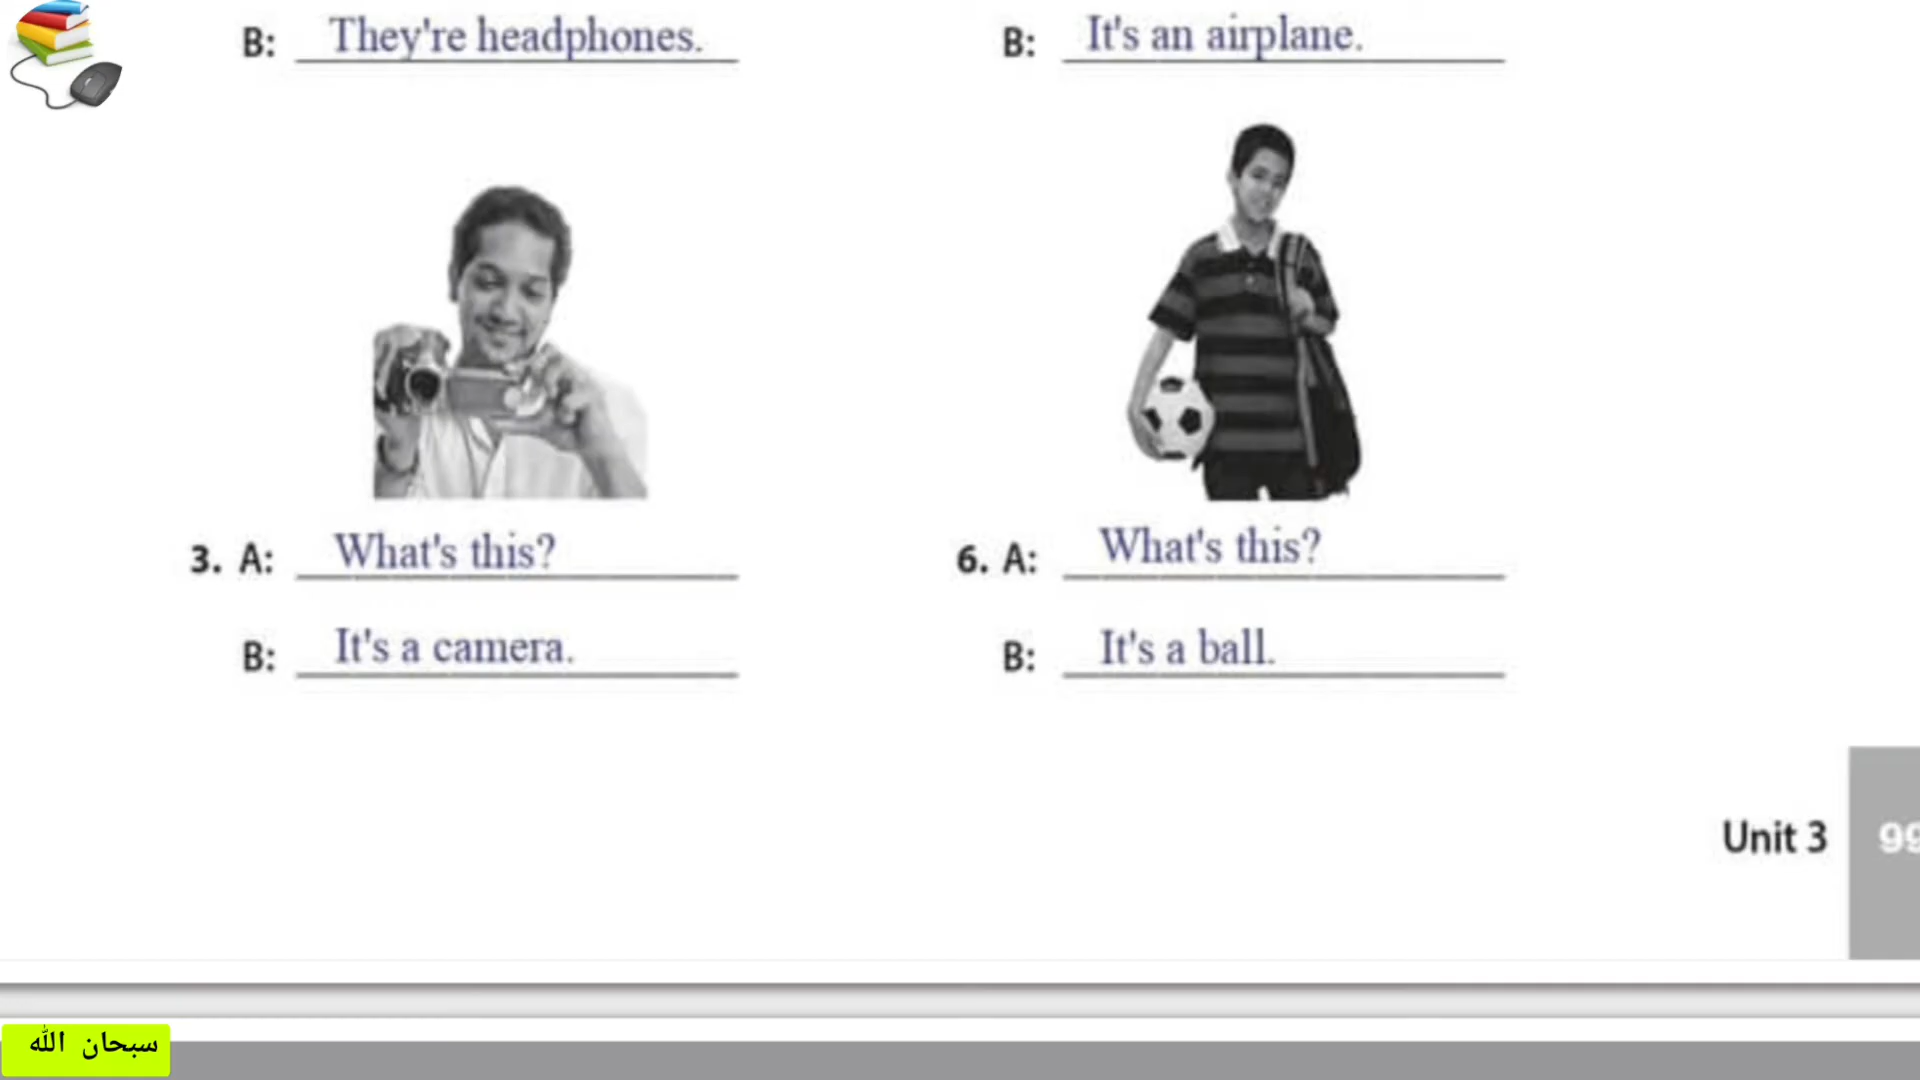 B: They're headphones.
B: It's an airplane.
3. A: What's this?
B: It's a camera.
6. A: What's this?
B: It's a ball.
Unit 3
99
سبحان الله